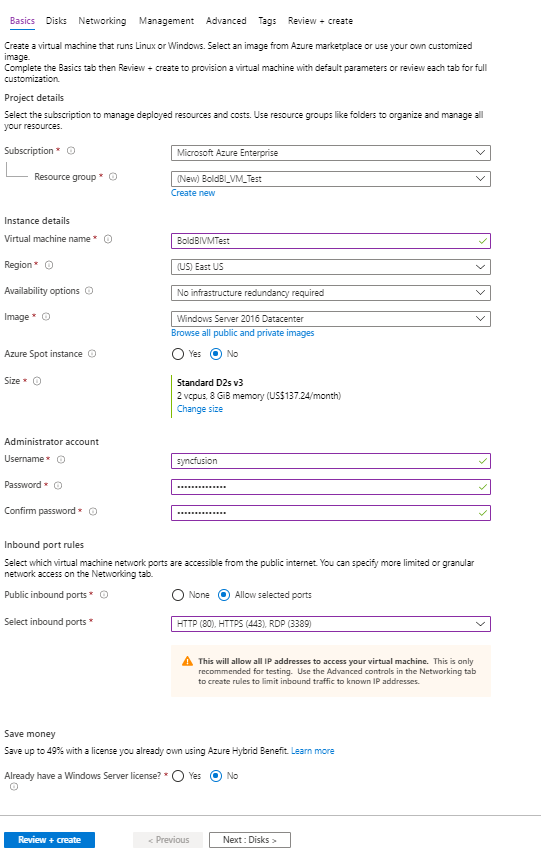 Basics Disks Networking Management Advanced Tags Review + create
Create a virtual machine that runs Linux or Windows. Select an image from Azure marketplace or use your own customized
image.
Complete the Basics tab then Review + create to provision a virtual machine with default parameters or review each tab for full
customization.
Project details
Select the subscription to manage deployed resources and costs. Use resource groups like folders to organize and manage all
your resources.
Subscription * Microsoft Azure Enterprise
Resource group * (New) BoldBI_VM_Test
Create new
Instance details
Virtual machine name * BoldBIVMTest
Region * (US) East US
Availability options No infrastructure redundancy required
Image * Windows Server 2016 Datacenter
Browse all public and private images
Azure Spot instance Yes No
Size * Standard D2s v3
2 vcpus, 8 GiB memory (US$137.24/month)
Change size
Administrator account
Username * syncfusion
Password * ••••••••••••••
Confirm password * ••••••••••••••
Inbound port rules
Select which virtual machine network ports are accessible from the public internet. You can specify more limited or granular
network access on the Networking tab.
Public inbound ports * None Allow selected ports
Select inbound ports * HTTP (80), HTTPS (443), RDP (3389)
This will allow all IP addresses to access your virtual machine. This is only
recommended for testing. Use the Advanced controls in the Networking tab
to create rules to limit inbound traffic to known IP addresses.
Save money
Save up to 49% with a license you already own using Azure Hybrid Benefit. Learn more
Already have a Windows Server license? * Yes No
Review + create < Previous Next : Disks >